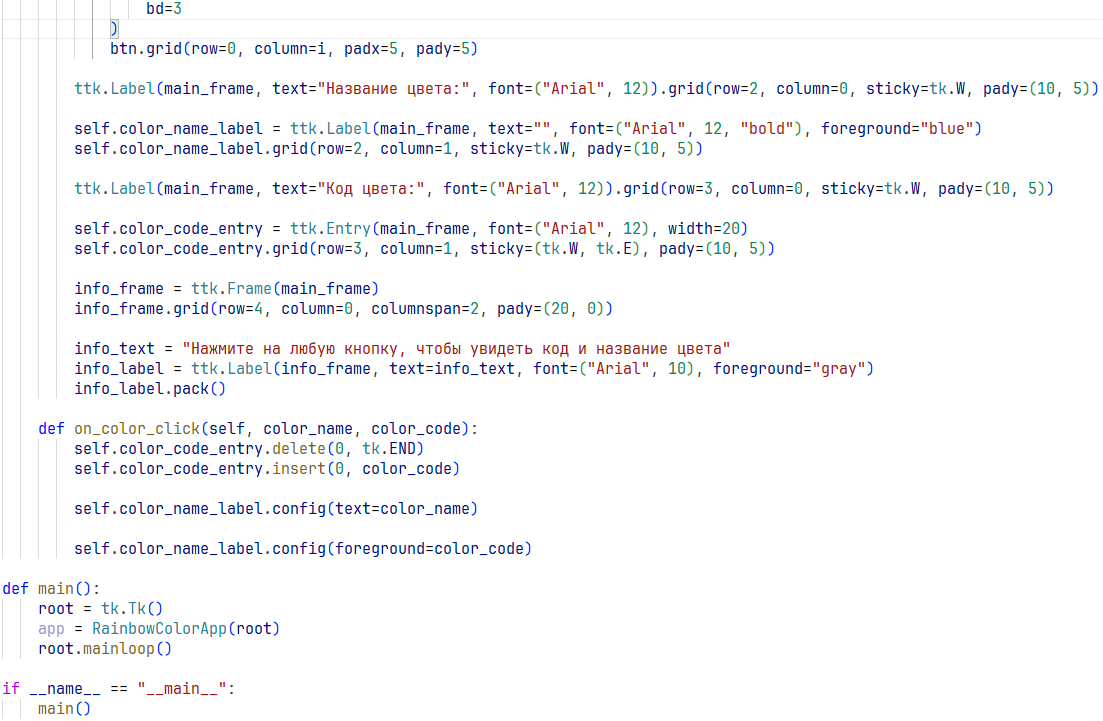 bd=3
)
btn.grid(row=0, column=i, padx=5, pady=5)
ttk.Label(main_frame, text="Название цвета:", font=("Arial", 12)).grid(row=2, column=0, sticky=tk.W, pady=(10, 5))
self.color_name_label = ttk.Label(main_frame, text="", font=("Arial", 12, "bold"), foreground="blue")
self.color_name_label.grid(row=2, column=1, sticky=tk.W, pady=(10, 5))
ttk.Label(main_frame, text="Код цвета:", font=("Arial", 12)).grid(row=3, column=0, sticky=tk.W, pady=(10, 5))
self.color_code_entry = ttk.Entry(main_frame, font=("Arial", 12), width=20)
self.color_code_entry.grid(row=3, column=1, sticky=(tk.W, tk.E), pady=(10, 5))
info_frame = ttk.Frame(main_frame)
info_frame.grid(row=4, column=0, columnspan=2, pady=(20, 0))
info_text = "Нажмите на любую кнопку, чтобы увидеть код и название цвета"
info_label = ttk.Label(info_frame, text=info_text, font=("Arial", 10), foreground="gray")
info_label.pack()
def on_color_click(self, color_name, color_code):
self.color_code_entry.delete(0, tk.END)
self.color_code_entry.insert(0, color_code)
self.color_name_label.config(text=color_name)
self.color_name_label.config(foreground=color_code)
def main():
root = tk.Tk()
app = RainbowColorApp(root)
root.mainloop()
if __name__ == "__main__":
main()